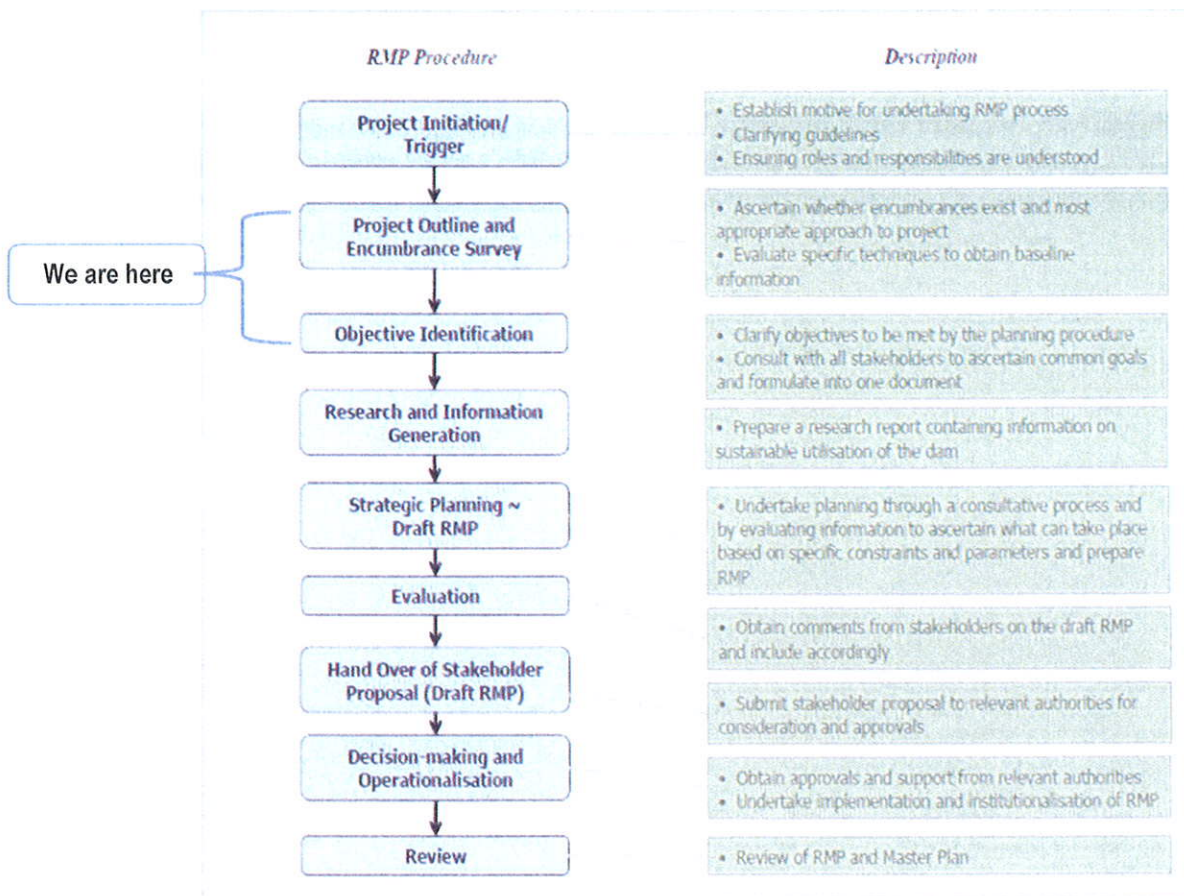 RMP Procedure
Description
Project Initiation/
Trigger
• Establish motive for undertaking RMP process
• Clarifying guidelines
• Ensuring roles and responsibilities are understood
We are here
Project Outline and
Encumbrance Survey
• Ascertain whether encumbrances exist and most
appropriate approach to project
• Evaluate specific techniques to obtain baseline
information
Objective Identification
• Clarify objectives to be met by the planning procedure
• Consult with all stakeholders to ascertain common goals
and formulate into one document
Research and Information
Generation
• Prepare a research report containing information on
sustainable utilisation of the dam
Strategic Planning ~
Draft RMP
• Undertake planning through a consultative process and
by evaluating information to ascertain what can take place
based on specific constraints and parameters and prepare
RMP
Evaluation
• Obtain comments from stakeholders on the draft RMP
and include accordingly
Hand Over of Stakeholder
Proposal (Draft RMP)
• Submit stakeholder proposal to relevant authorities for
consideration and approvals
Decision-making and
Operationalisation
• Obtain approvals and support from relevant authorities
• Undertake implementation and institutionalisation of RMP
Review
• Review of RMP and Master Plan